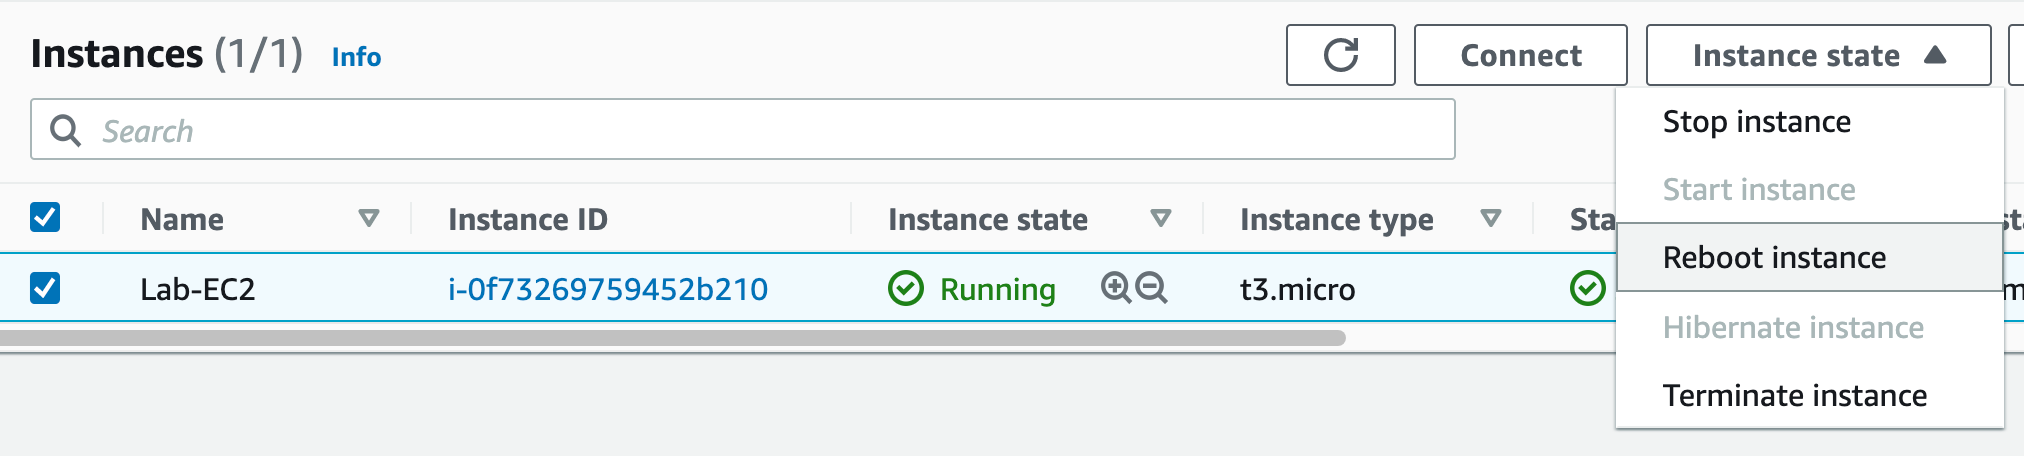 Instances (1/1) Info
Connect
Instance state
Search
Stop instance
Start instance
Reboot instance
Hibernate instance
Terminate instance
Name Instance ID Instance state Instance type
Lab-EC2 i-0f73269759452b210 Running t3.micro